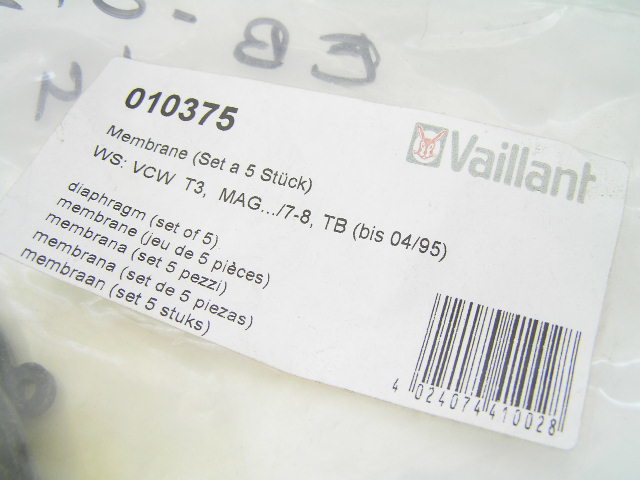 EB
010375
Vaillant
Membrane (Set a 5 Stück)
WS: VCW T3, MAG.../7-8, TB (bis 04/95)
diaphragm (set of 5)
membrane (jeu de 5 pièces)
membrana (set 5 pezzi)
membrana (set de 5 piezas)
membraan (set 5 stuks)
4 024074 410028